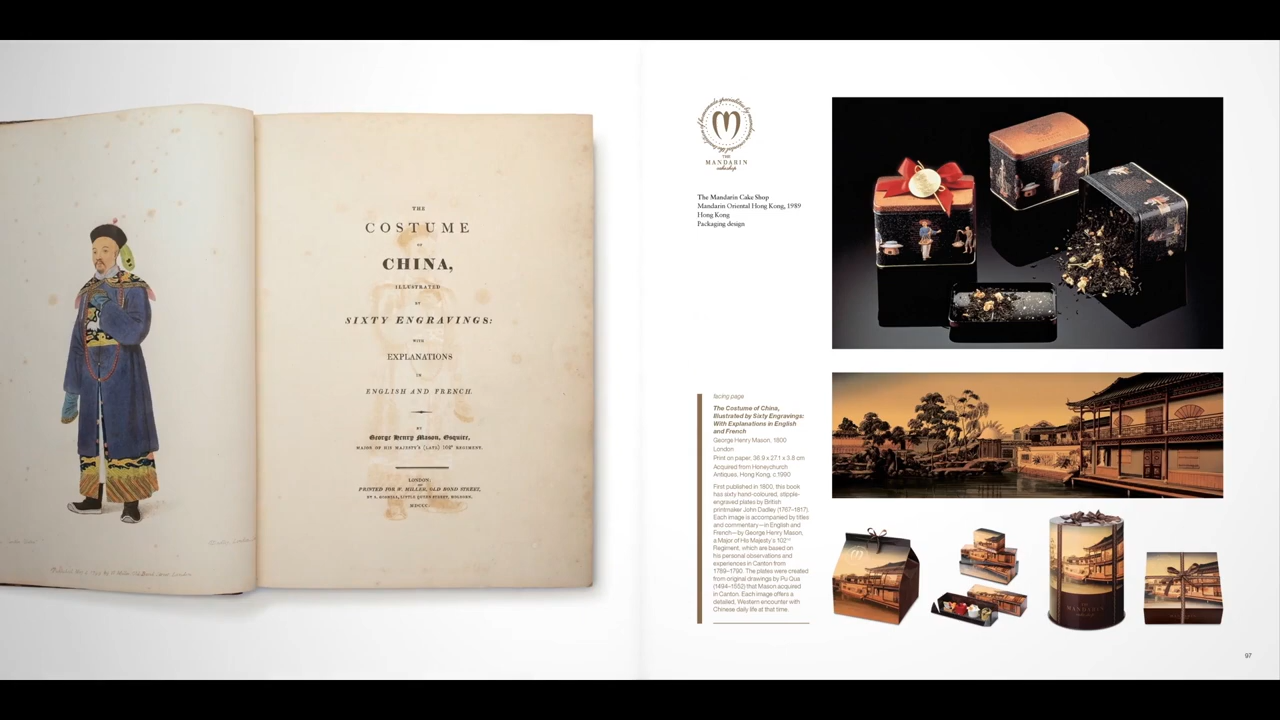 THE
COSTUME
OF
CHINA,
ILLUSTRATED
BY
SIXTY ENGRAVINGS:
WITH
EXPLANATIONS
IN
ENGLISH AND FRENCH.
BY
George Henry Mason, Esquire,
MAJOR OF HIS MAJESTY'S (LATE) 102D REGIMENT.
LONDON:
PRINTED FOR W. MILLER, OLD BOND STREET,
MDCCC.
THE
MANDARIN
cakeshop
The Mandarin Cake Shop
Mandarin Oriental Hong Kong, 1989
Hong Kong
Packaging design
facing page
The Costume of China,
Illustrated by Sixty Engravings:
With Explanations in English
and French
George Henry Mason, 1800
London
Print on paper, 36.9 x 27.1 x 3.8 cm
Acquired from Honeychurch
Antiques, Hong Kong, c.1990
First published in 1800, this book
has sixty hand-coloured, stipple-
engraved plates by British
printmaker John Dadley (1767–1817).
Each image is accompanied by titles
and commentary—in English and
French—by George Henry Mason,
a Major of His Majesty's 102nd
Regiment, which are based on
his personal observations and
experiences in Canton from
1789–1790. The plates were created
from original drawings by Pu Qua
(1494–1552) that Mason acquired
in Canton. Each image offers a
detailed, Western encounter with
Chinese daily life at that time.
MANDARIN
97